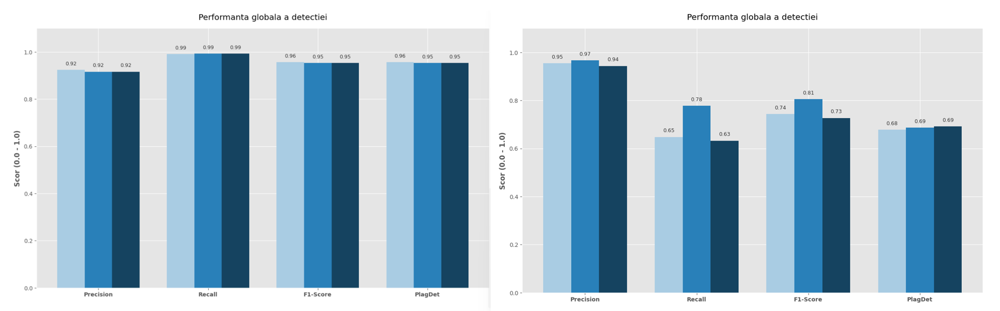 Performanta globala a detectiei
Scor (0.0 - 1.0)
1.0
0.8
0.6
0.4
0.2
0.0
0.92 0.92 0.92
0.99 0.99 0.99
0.96 0.95 0.95
0.96 0.95 0.95
Precision Recall F1-Score PlagDet
Performanta globala a detectiei
Scor (0.0 - 1.0)
1.0
0.8
0.6
0.4
0.2
0.0
0.95 0.97 0.94
0.65 0.78 0.63
0.74 0.81 0.73
0.68 0.69 0.69
Precision Recall F1-Score PlagDet